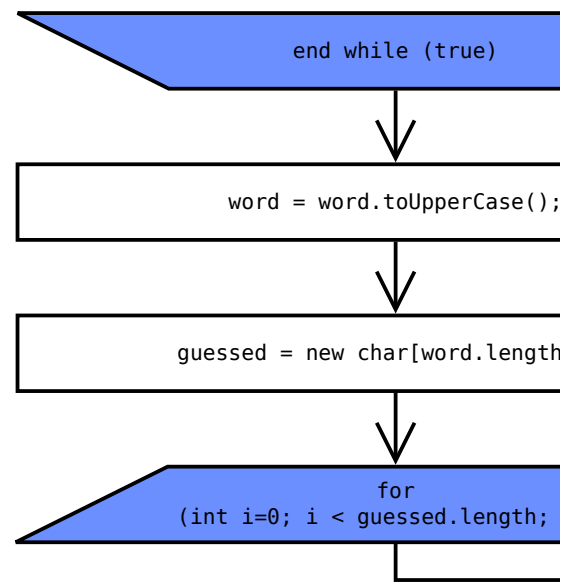 end while (true)
word = word.toUpperCase();
guessed = new char[word.length
for
(int i=0; i < guessed.length;